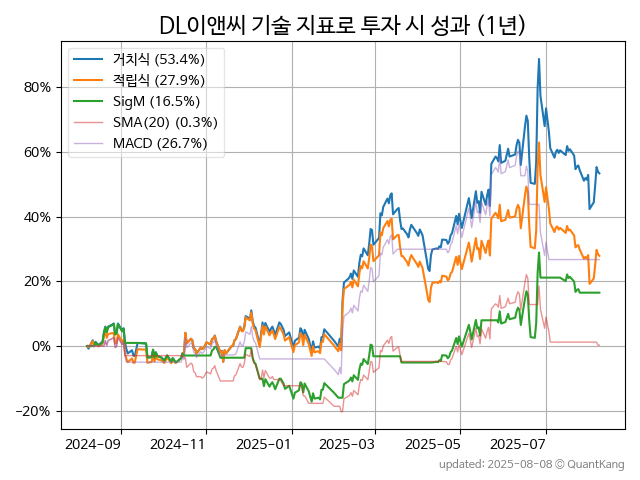 DL이앤씨 기술 지표로 투자 시 성과 (1년)
거치식 (53.4%)
적립식 (27.9%)
SigM (16.5%)
SMA(20) (0.3%)
MACD (26.7%)
80%
60%
40%
20%
0%
−20%
2024-09 2024-11 2025-01 2025-03 2025-05 2025-07
updated: 2025-08-08 © QuantKang